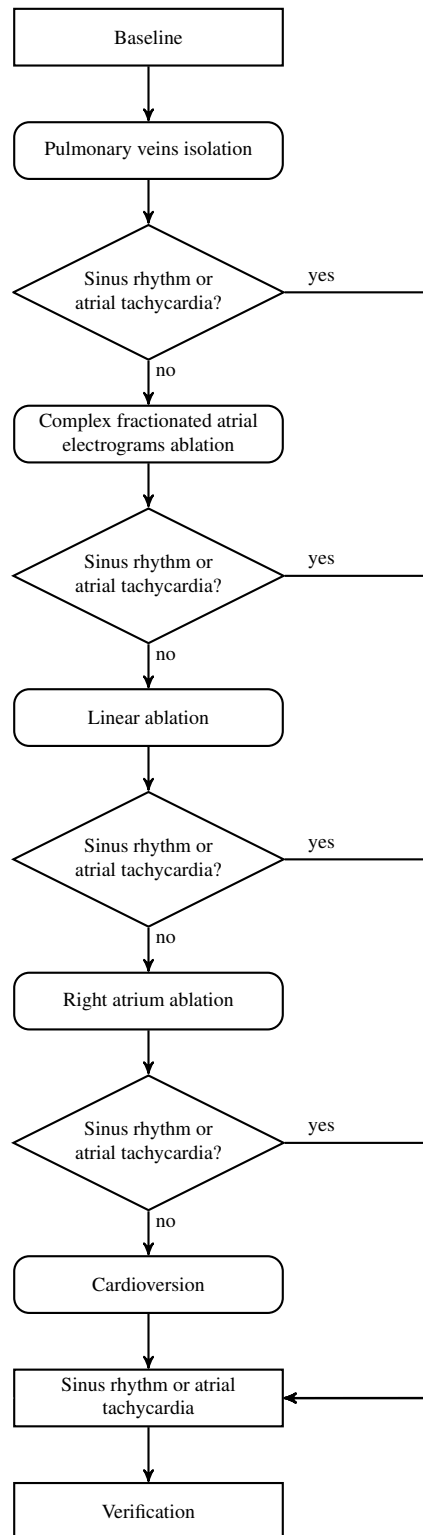 Baseline
Pulmonary veins isolation
Sinus rhythm or
atrial tachycardia?
yes
no
Complex fractionated atrial
electrograms ablation
Sinus rhythm or
atrial tachycardia?
yes
no
Linear ablation
Sinus rhythm or
atrial tachycardia?
yes
no
Right atrium ablation
Sinus rhythm or
atrial tachycardia?
yes
no
Cardioversion
Sinus rhythm or atrial
tachycardia
Verification